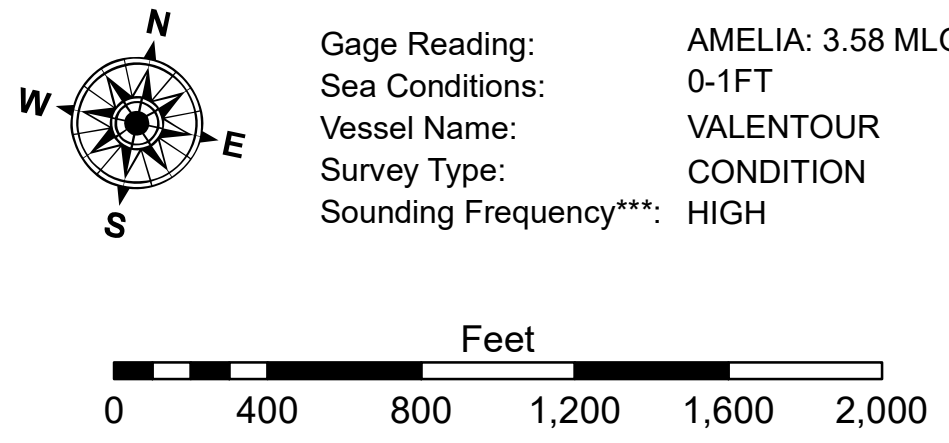 N
W
E
S
Gage Reading: AMELIA: 3.58
Sea Conditions: 0-1FT
Vessel Name: VALENTOUR
Survey Type: CONDITION
Sounding Frequency***: HIGH
Feet
0 400 800 1,200 1,600 2,000